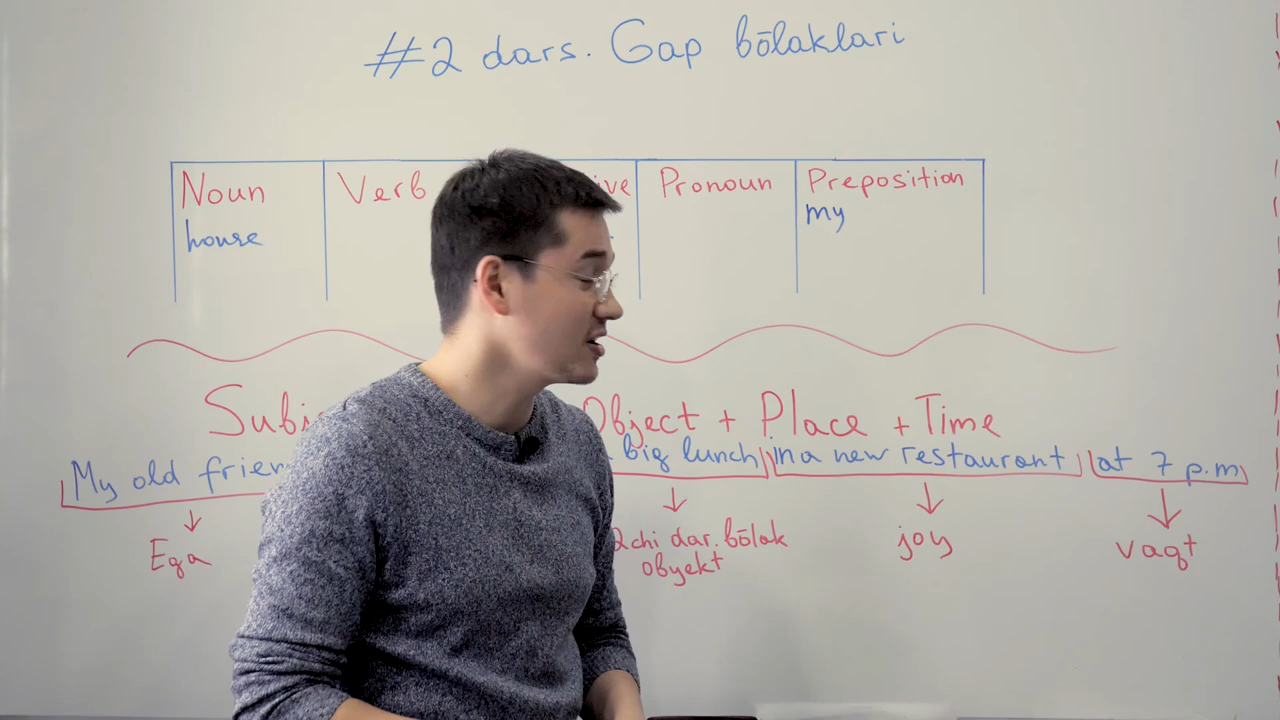 #2 dars. Gap bōlaklari
Noun Verb ive Pronoun Preposition
house my
Subj Object + Place + Time
My old frien big lunch in a new restaurant at 7 p.m
Ega 2chi dar. bōlak joy vaqt
obyekt